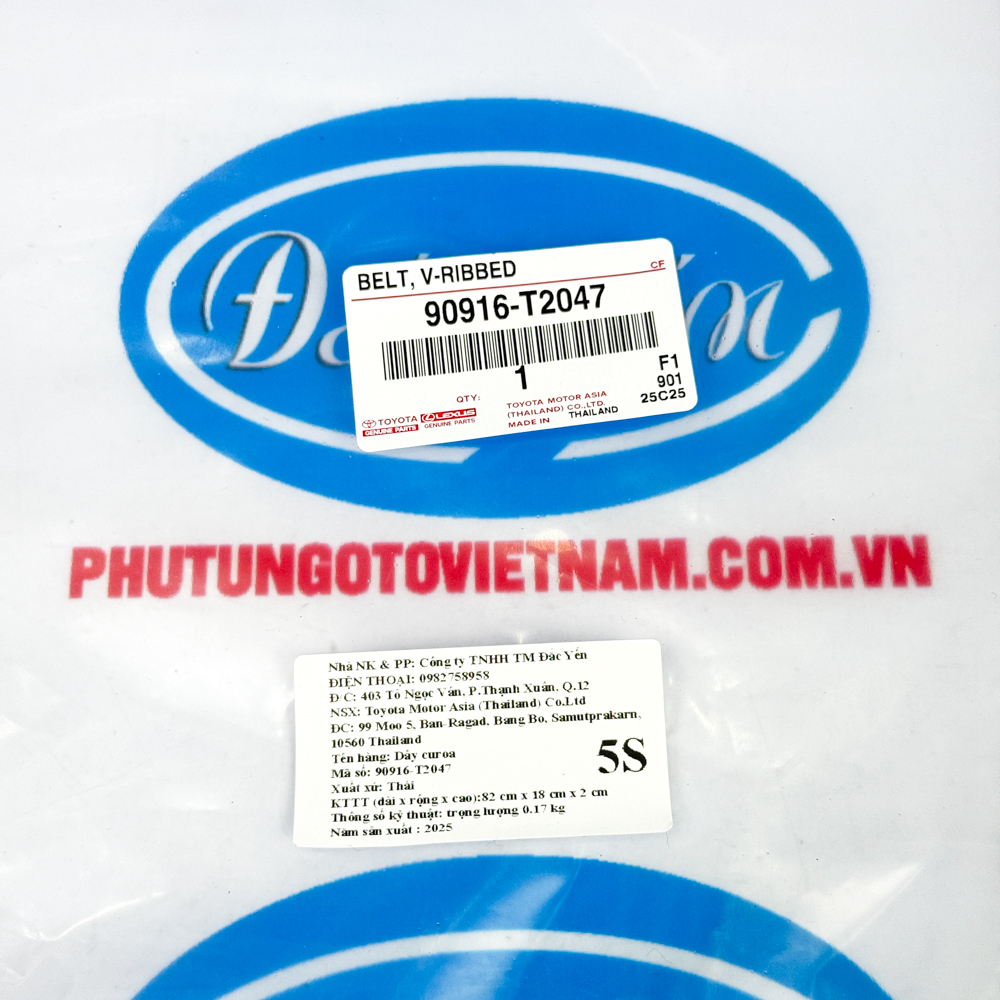 BELT, V-RIBBED
CF
90916-T2047
1
F1
901
25C25
QTY:
TOYOTA
GENUINE PARTS
LEXUS
GENUINE PARTS
TOYOTA MOTOR ASIA
(THAILAND) CO.,LTD.
MADE IN THAILAND
PHUTUNGOTOVIETNAM.COM.VN
Nhà NK & PP: Công ty TNHH TM Đắc Yến
ĐIỆN THOẠI: 0982758958
Đ C: 403 Tô Ngọc Vân, P.Thạnh Xuân, Q.12
NSX: Toyota Motor Asia (Thailand) Co.Ltd
ĐC: 99 Moo 5, Ban-Ragad, Bang Bo, Samutprakarn,
10560 Thailand
Tên hàng: Dây curoa
Mã số: 90916-T2047
Xuất xứ: Thái
KTTT (dài x rộng x cao):82 cm x 18 cm x 2 cm
Thông số kỹ thuật: trọng lượng 0.17 kg
Năm sản xuất : 2025
5S